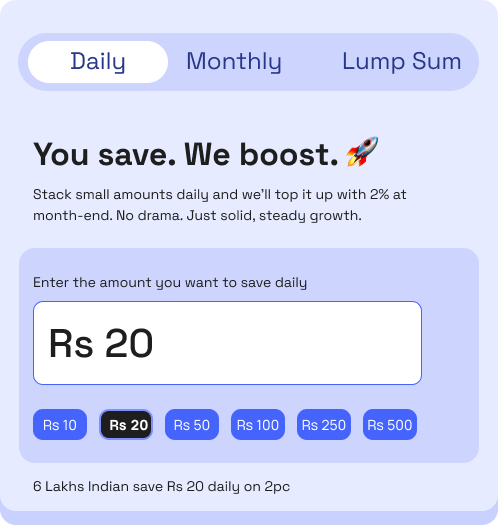 Daily Monthly Lump Sum
You save. We boost. 🚀
Stack small amounts daily and we'll top it up with 2% at
month-end. No drama. Just solid, steady growth.
Enter the amount you want to save daily
Rs 20
Rs 10 Rs 20 Rs 50 Rs 100 Rs 250 Rs 500
6 Lakhs Indian save Rs 20 daily on 2pc